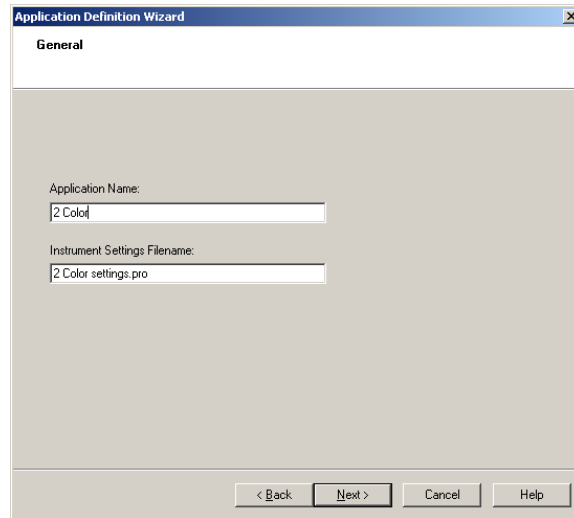 Application Definition Wizard
General
Application Name:
2 Color
Instrument Settings Filename:
2 Color settings.pro
< Back Next > Cancel Help